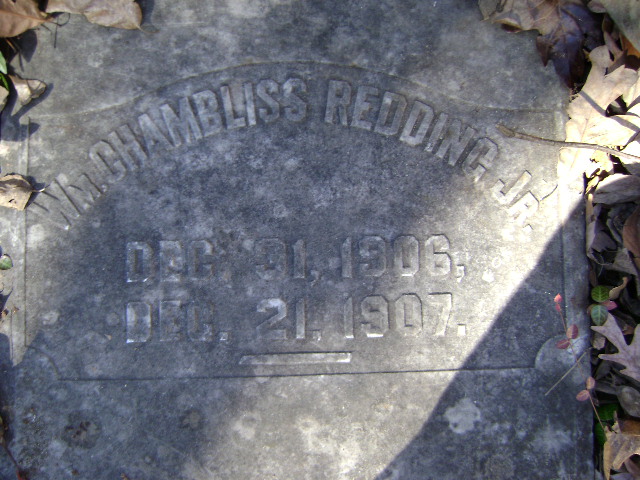 WM. CHAMBLISS REDDING JR.
DEC. 31, 1906,
DEC. 21, 1907.